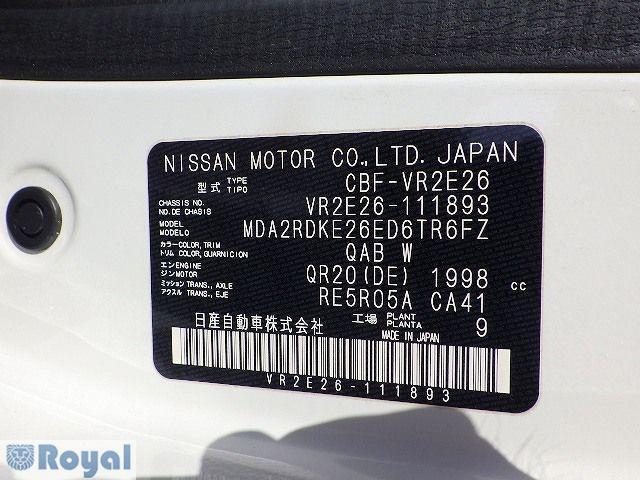 NISSAN MOTOR CO.,LTD. JAPAN
型式 TYPE TIPO CBF-VR2E26
CHASSIS NO. NO.DE CHASIS VR2E26-111893
MODEL MODELO MDA2RDKE26ED6TR6FZ
カラー COLOR, TRIM
トリム COLOR, GUARNICION QAB W
エンジン ENGINE MOTOR QR20(DE) 1998 cc
ミッション TRANS., AXLE
アクスル TRANS., EJE RE5R05A CA41
日産自動車株式会社 工場 PLANT PLANTA 9
MADE IN JAPAN
VR2E26-111893
Royal